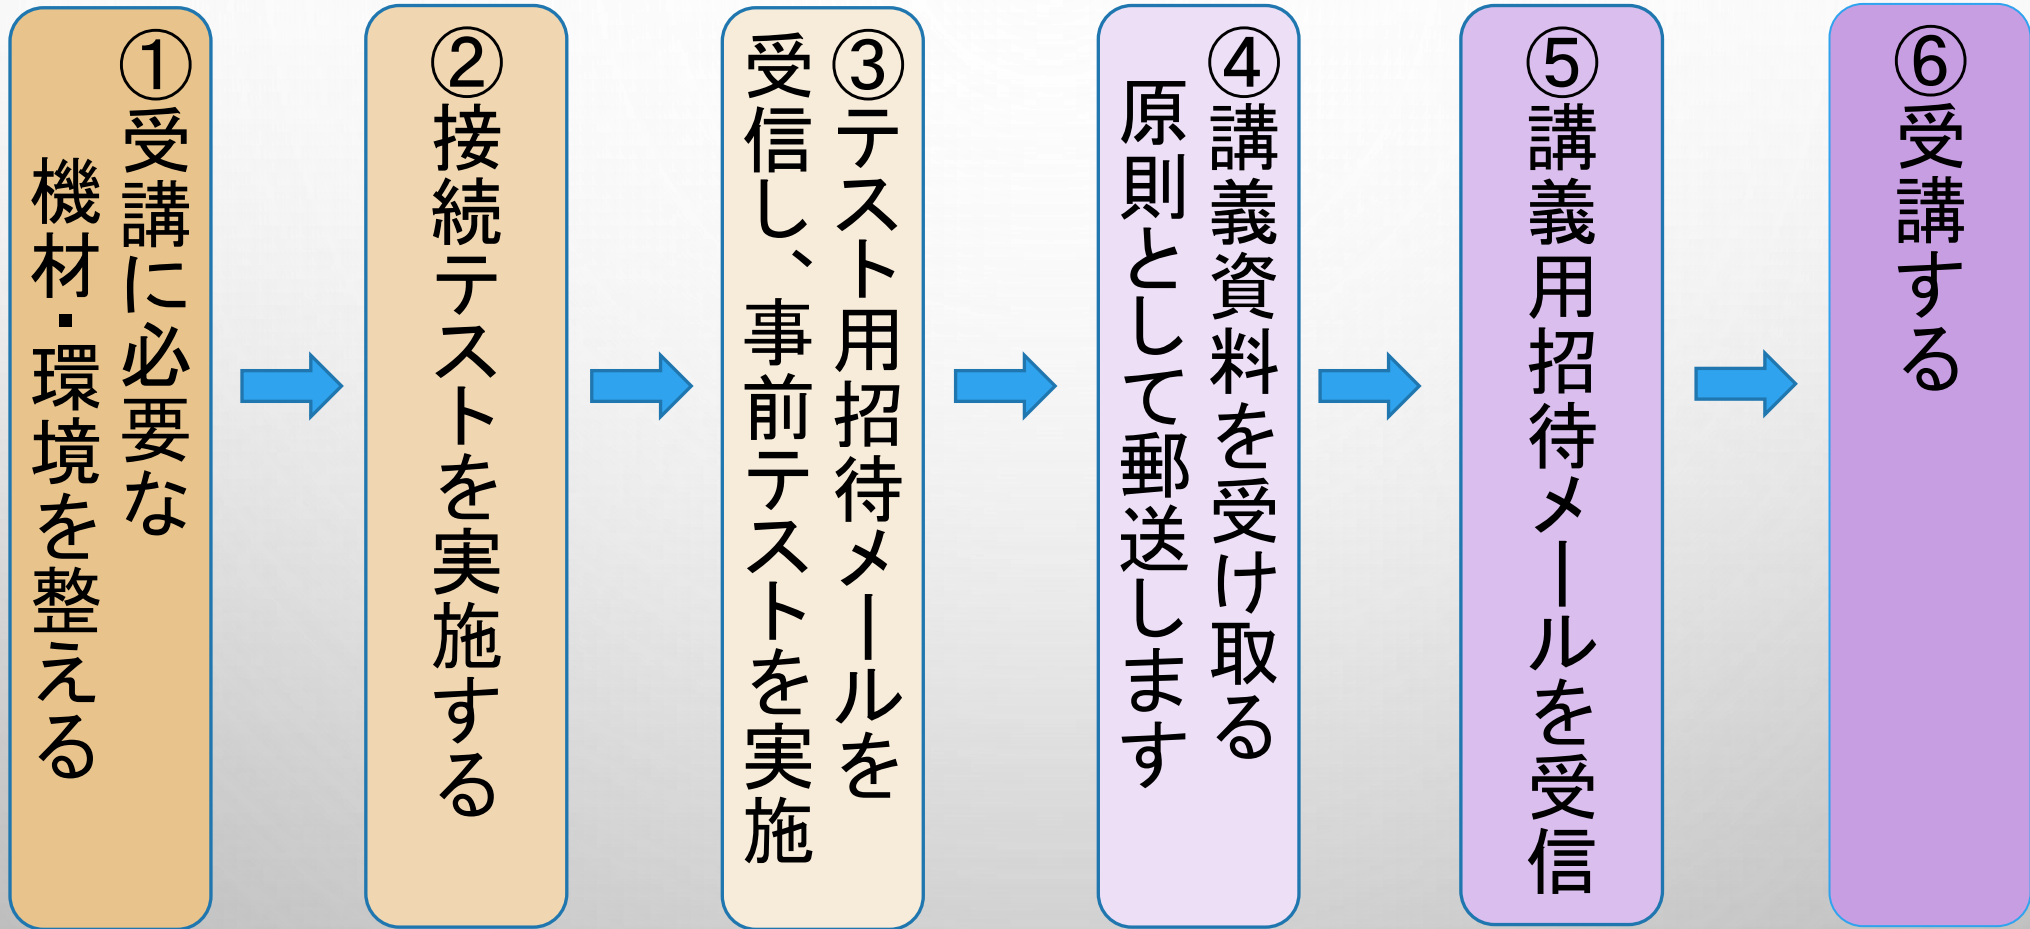 ①受講に必要な
機材・環境を整える
②接続テストを実施する
③テスト用招待メールを
受信し、事前テストを実施
④講義資料を受け取る
原則として郵送します
⑤講義用招待メールを受信
⑥受講する